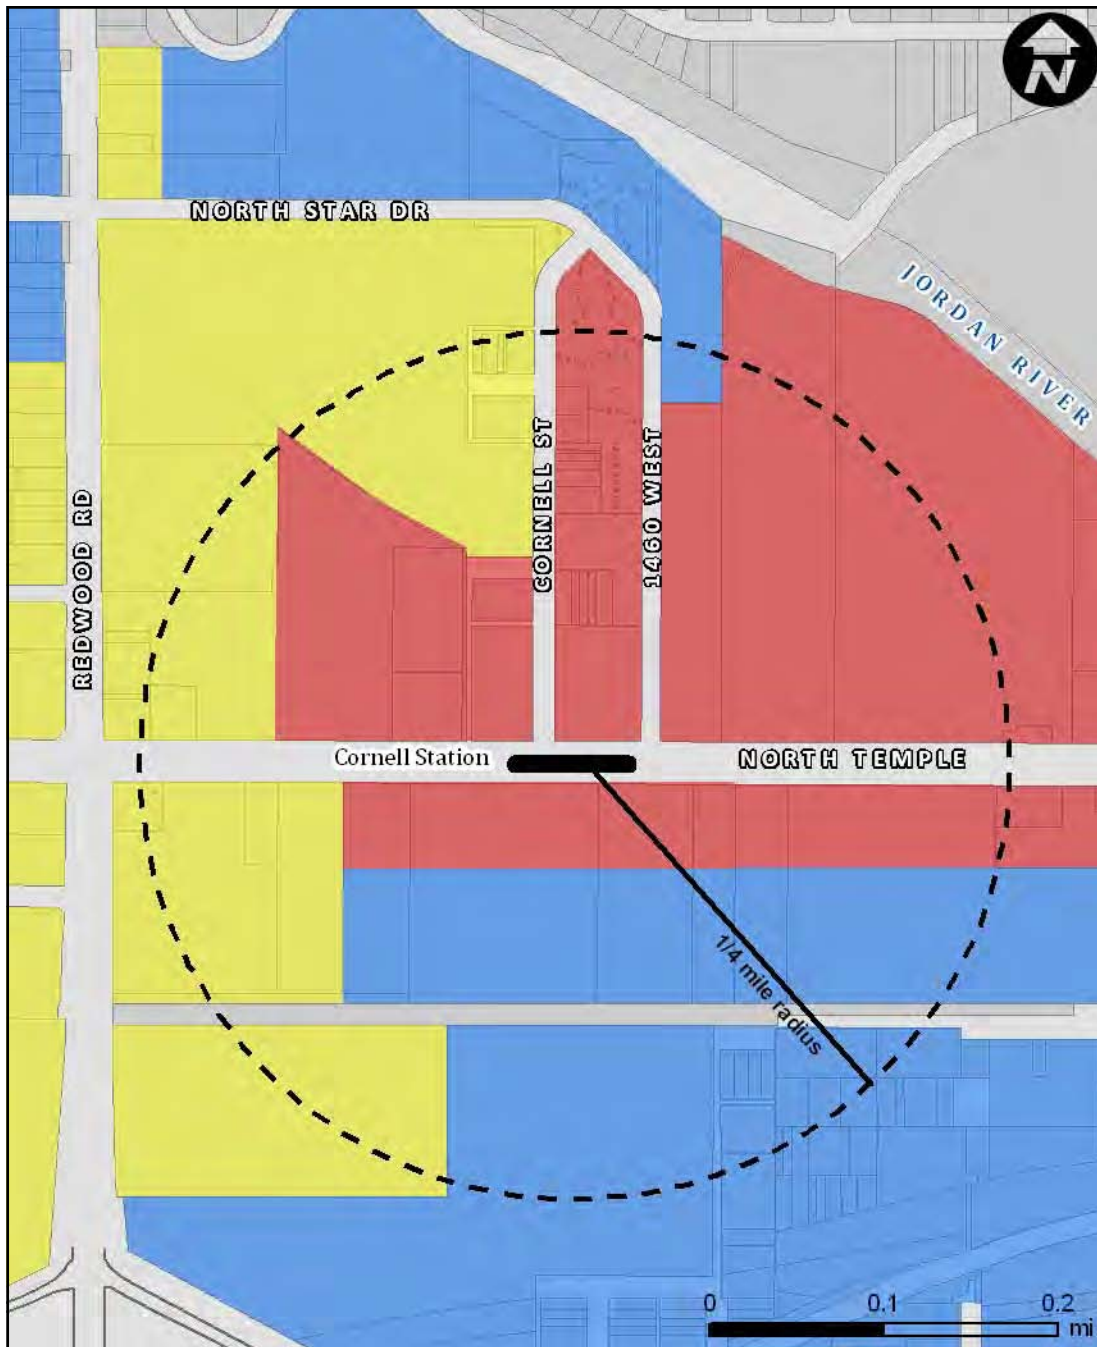 N
NORTH STAR DR
JORDAN RIVER
REDWOOD RD
CORNELL ST
1460 WEST
Cornell Station
NORTH TEMPLE
1/4 mile radius
0 0.1 0.2
mi